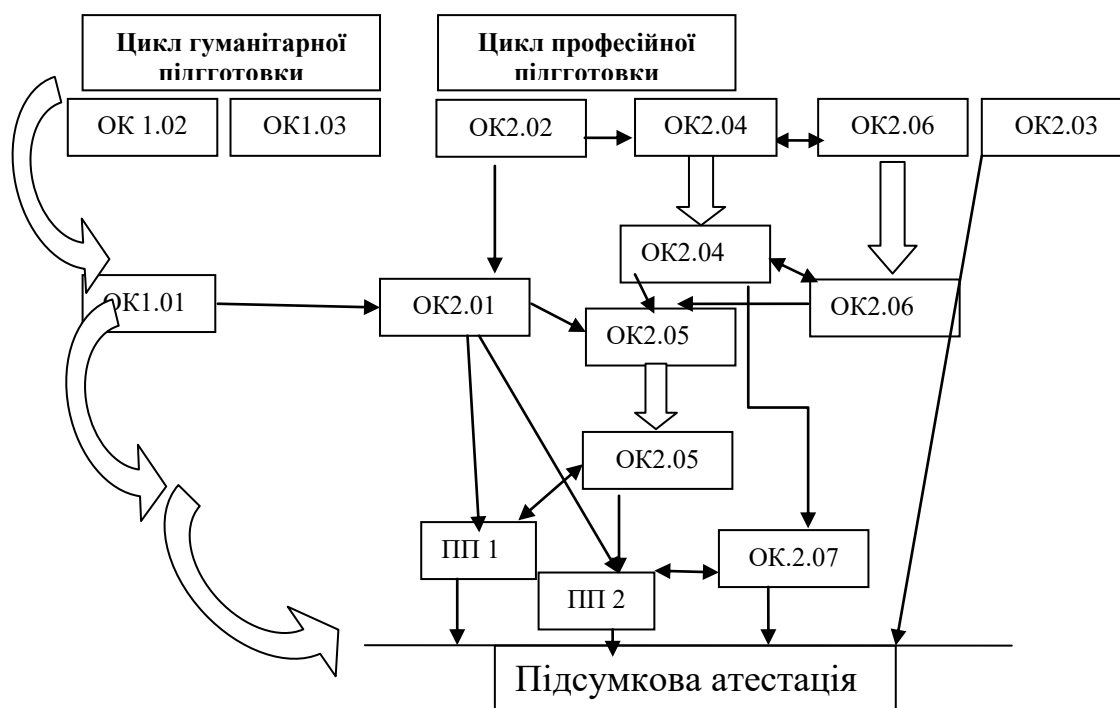 Цикл гуманітарної
підгготовки
Цикл професійної
підгготовки
ОК 1.02
ОК1.03
ОК2.02
ОК2.04
ОК2.06
ОК2.03
ОК2.04
ОК1.01
ОК2.01
ОК2.06
ОК2.05
ОК2.05
ПП 1
ОК.2.07
ПП 2
Підсумкова атестація